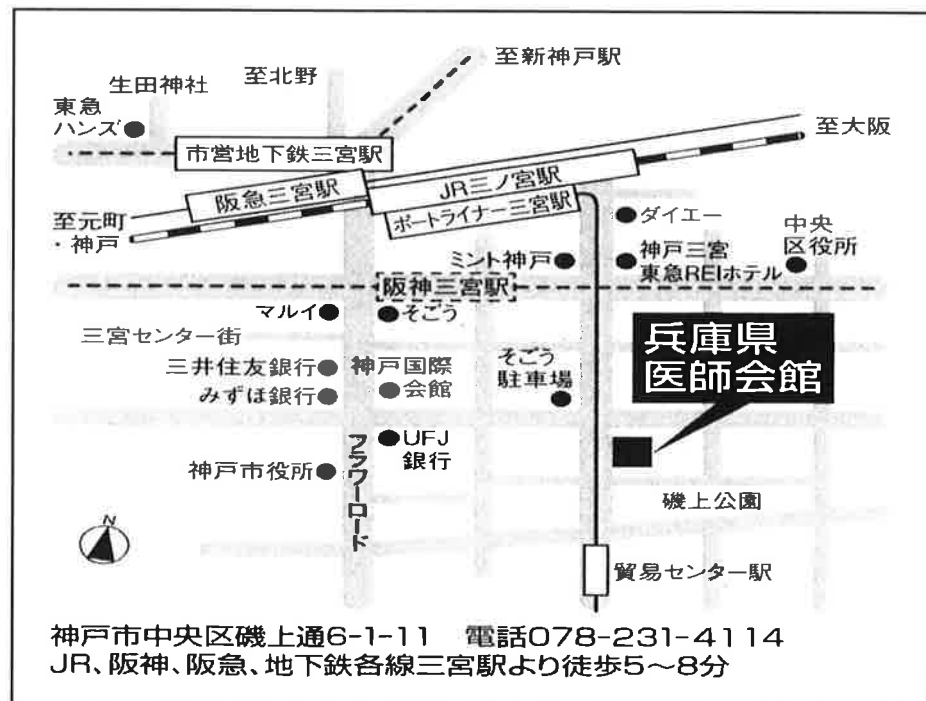 至新神戸駅
至北野
生田神社
東急
ハンズ
至大阪
市営地下鉄三宮駅
JR三ノ宮駅
阪急三宮駅
ポートライナー三宮駅
至元町
・神戸
ダイエー
中央
区役所
ミント神戸
神戸三宮
東急REIホテル
阪神三宮駅
マルイ
そごう
三宮センター街
兵庫県
医師会館
三井住友銀行
神戸国際
会館
そごう
駐車場
みずほ銀行
UFJ
銀行
フラワーロード
神戸市役所
磯上公園
N
貿易センター駅
神戸市中央区磯上通6-1-11 電話078-231-4114
JR、阪神、阪急、地下鉄各線三宮駅より徒歩5～8分